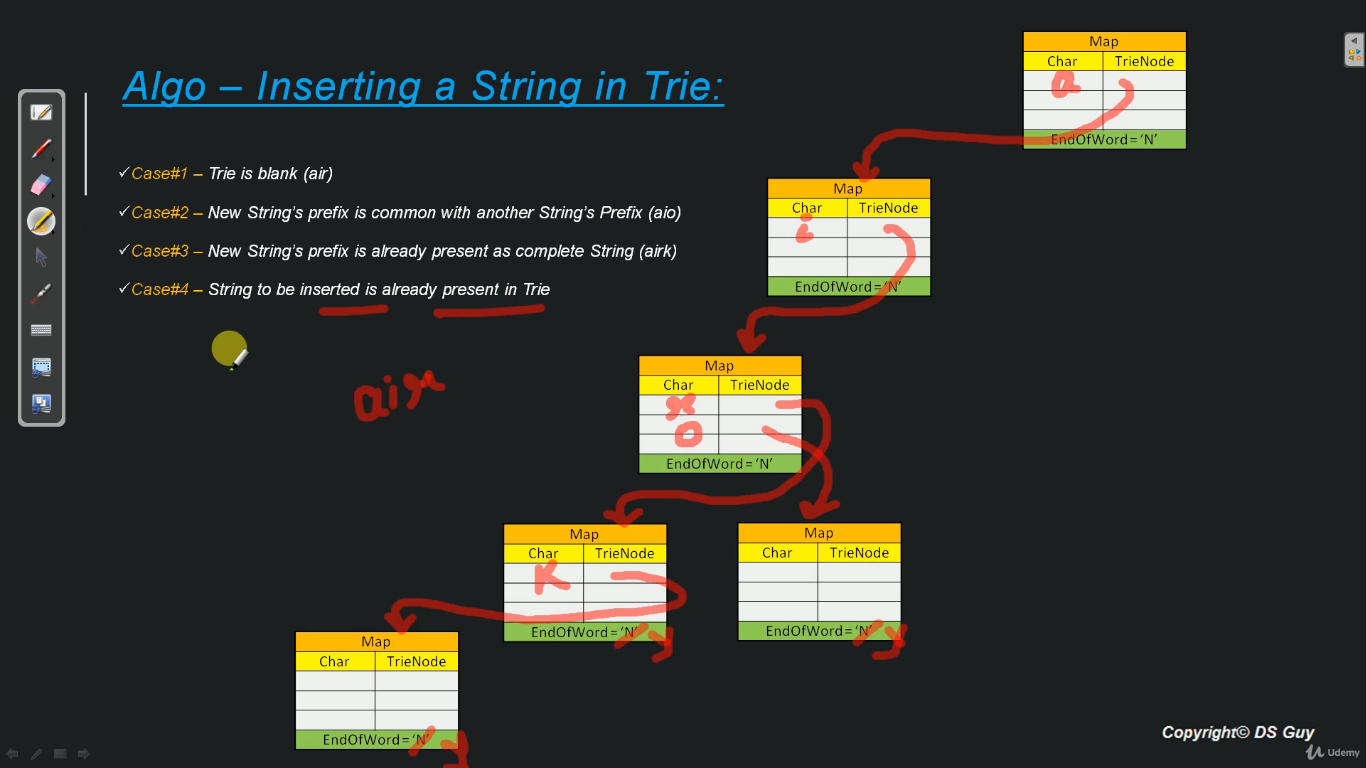 Algo – Inserting a String in Trie:
✓Case#1 – Trie is blank (air)
✓Case#2 – New String's prefix is common with another String's Prefix (aio)
✓Case#3 – New String's prefix is already present as complete String (airk)
✓Case#4 – String to be inserted is already present in Trie
air
Map
Char TrieNode
a
EndOfWord = 'N'
Map
Char TrieNode
i
EndOfWord = 'N'
Map
Char TrieNode
r
o
EndOfWord = 'N'
Map
Char TrieNode
K
EndOfWord = 'N' y
Map
Char TrieNode
EndOfWord = 'N' y
Map
Char TrieNode
EndOfWord = 'N' y
Copyright© DS Guy
Udemy